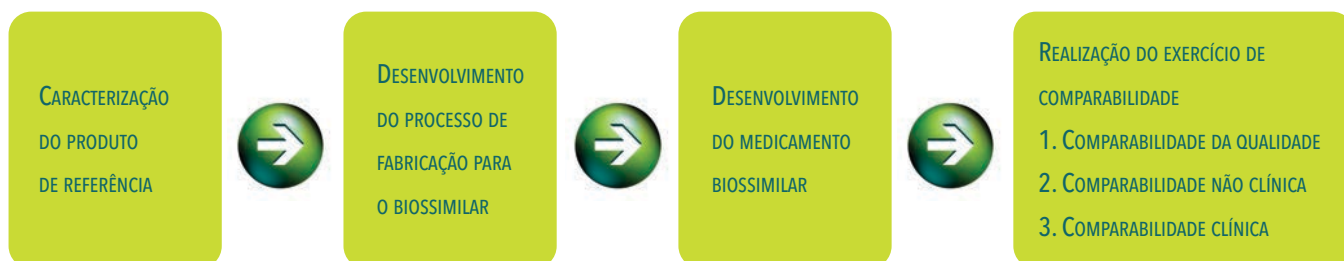 Caracterização
do produto
de referência
Desenvolvimento
do processo de
fabricação para
o biossimilar
Desenvolvimento
do medicamento
biossimilar
Realização do exercício de
comparabilidade
1. Comparabilidade da qualidade
2. Comparabilidade não clínica
3. Comparabilidade clínica